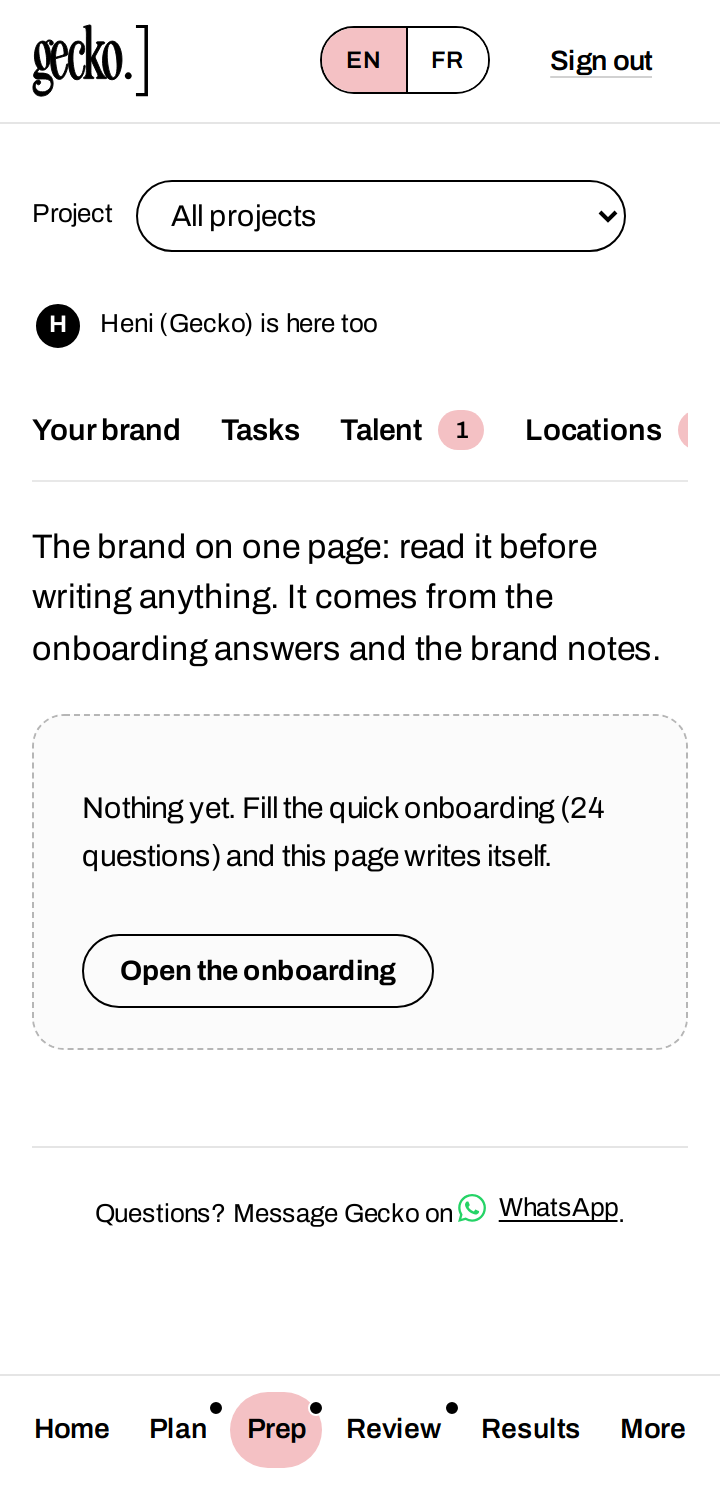 gecko.]
EN FR Sign out
Project All projects
H Heni (Gecko) is here too
Your brand Tasks Talent 1 Locations
The brand on one page: read it before
writing anything. It comes from the
onboarding answers and the brand notes.
Nothing yet. Fill the quick onboarding (24
questions) and this page writes itself.
Open the onboarding
Questions? Message Gecko on WhatsApp.
Home Plan Prep Review Results More